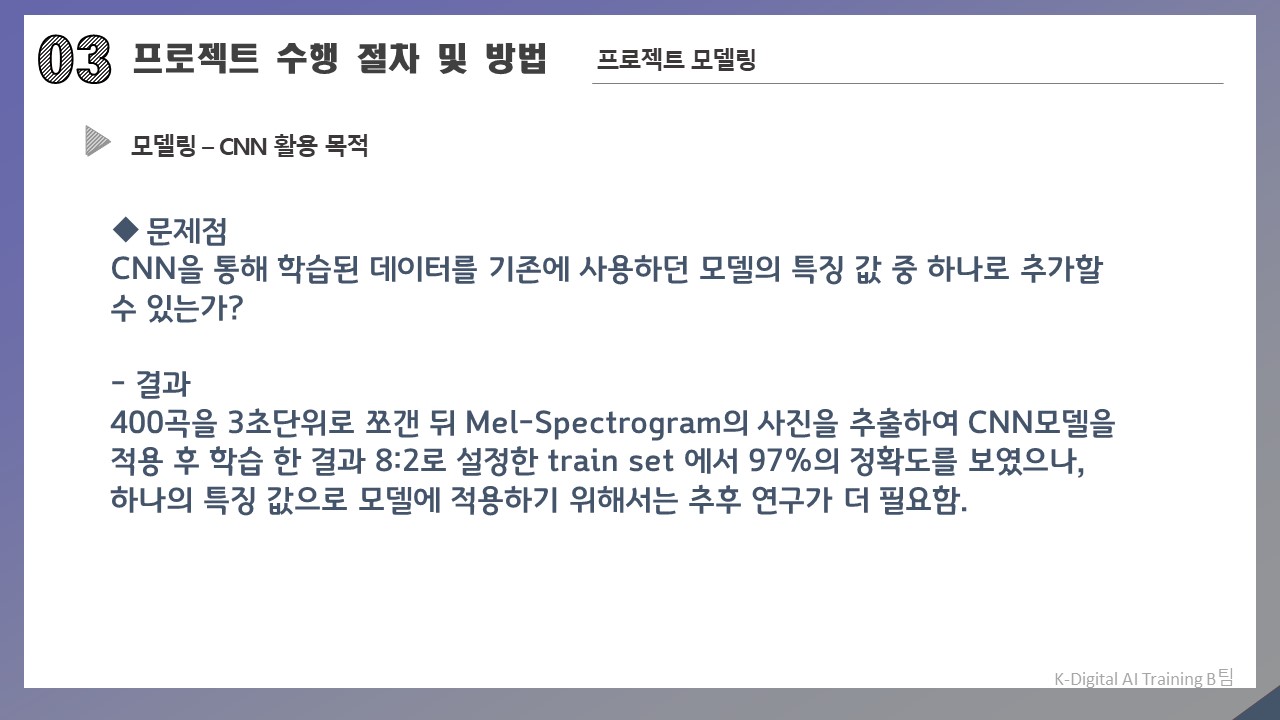 03 프로젝트 수행 절차 및 방법 프로젝트 모델링
모델링 – CNN 활용 목적
◆ 문제점
CNN을 통해 학습된 데이터를 기존에 사용하던 모델의 특징 값 중 하나로 추가할
수 있는가?
- 결과
400곡을 3초단위로 쪼갠 뒤 Mel-Spectrogram의 사진을 추출하여 CNN모델을
적용 후 학습 한 결과 8:2로 설정한 train set 에서 97%의 정확도를 보였으나,
하나의 특징 값으로 모델에 적용하기 위해서는 추후 연구가 더 필요함.
K-Digital AI Training B팀